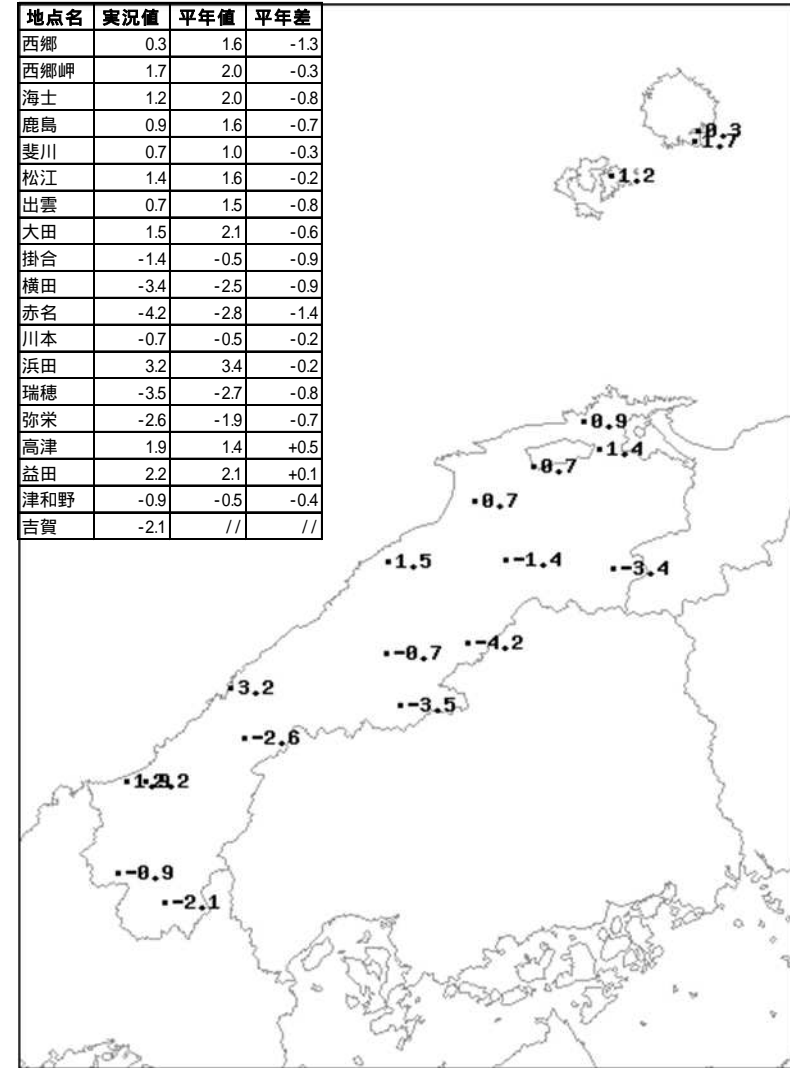 地点名 実況値 平年値 平年差
西郷 0.3 1.6 -1.3
西郷岬 1.7 2.0 -0.3
海士 1.2 2.0 -0.8
鹿島 0.9 1.6 -0.7
斐川 0.7 1.0 -0.3
松江 1.4 1.6 -0.2
出雲 0.7 1.5 -0.8
大田 1.5 2.1 -0.6
掛合 -1.4 -0.5 -0.9
横田 -3.4 -2.5 -0.9
赤名 -4.2 -2.8 -1.4
川本 -0.7 -0.5 -0.2
浜田 3.2 3.4 -0.2
瑞穂 -3.5 -2.7 -0.8
弥栄 -2.6 -1.9 -0.7
高津 1.9 1.4 +0.5
益田 2.2 2.1 +0.1
津和野 -0.9 -0.5 -0.4
吉賀 -2.1 // //
0.3
1.7
1.2
0.9
1.4
0.7
0.7
1.5
-1.4
-3.4
-4.2
-0.7
3.2
-3.5
-2.6
1.9
2.2
-0.9
-2.1